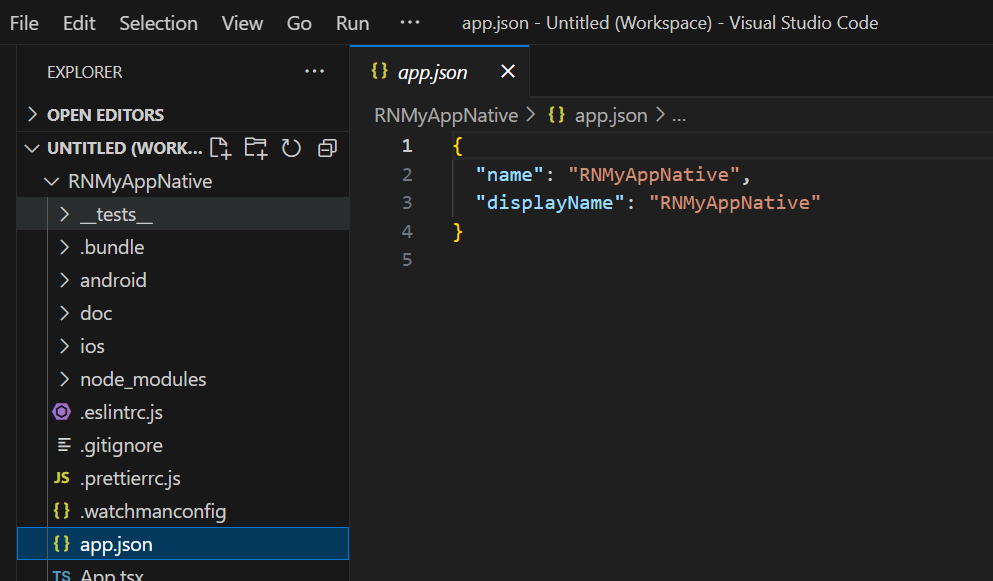 File Edit Selection View Go Run ··· app.json - Untitled (Workspace) - Visual Studio Code
EXPLORER ···
{} app.json ×
OPEN EDITORS
RNMyAppNative > {} app.json > ...
UNTITLED (WORK...
RNMyAppNative
__tests__
.bundle
android
doc
ios
node_modules
.eslintrc.js
.gitignore
JS .prettierrc.js
{} .watchmanconfig
{} app.json
TS App.tsx
1 {
2 "name": "RNMyAppNative",
3 "displayName": "RNMyAppNative"
4 }
5